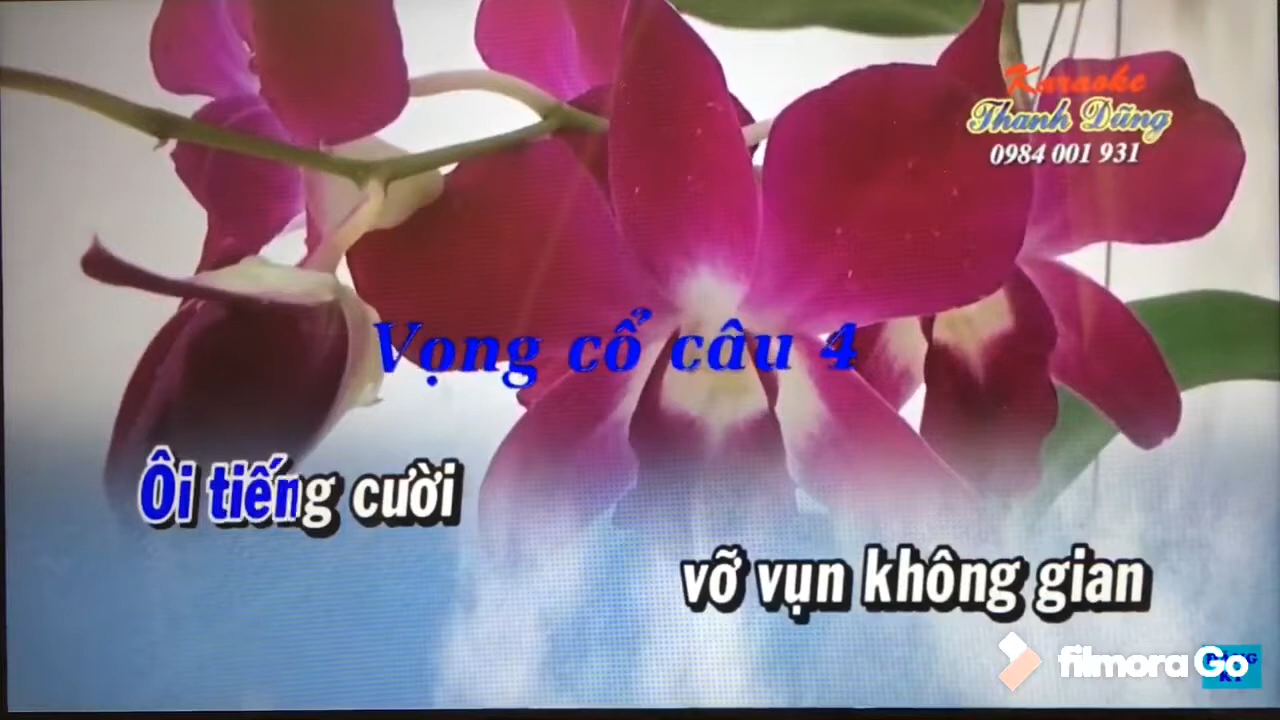 Karaoke
Thanh Dũng
0984 001 931
Vọng cổ câu 4
Ôi tiếng cười
vỡ vụn không gian
filmora Go